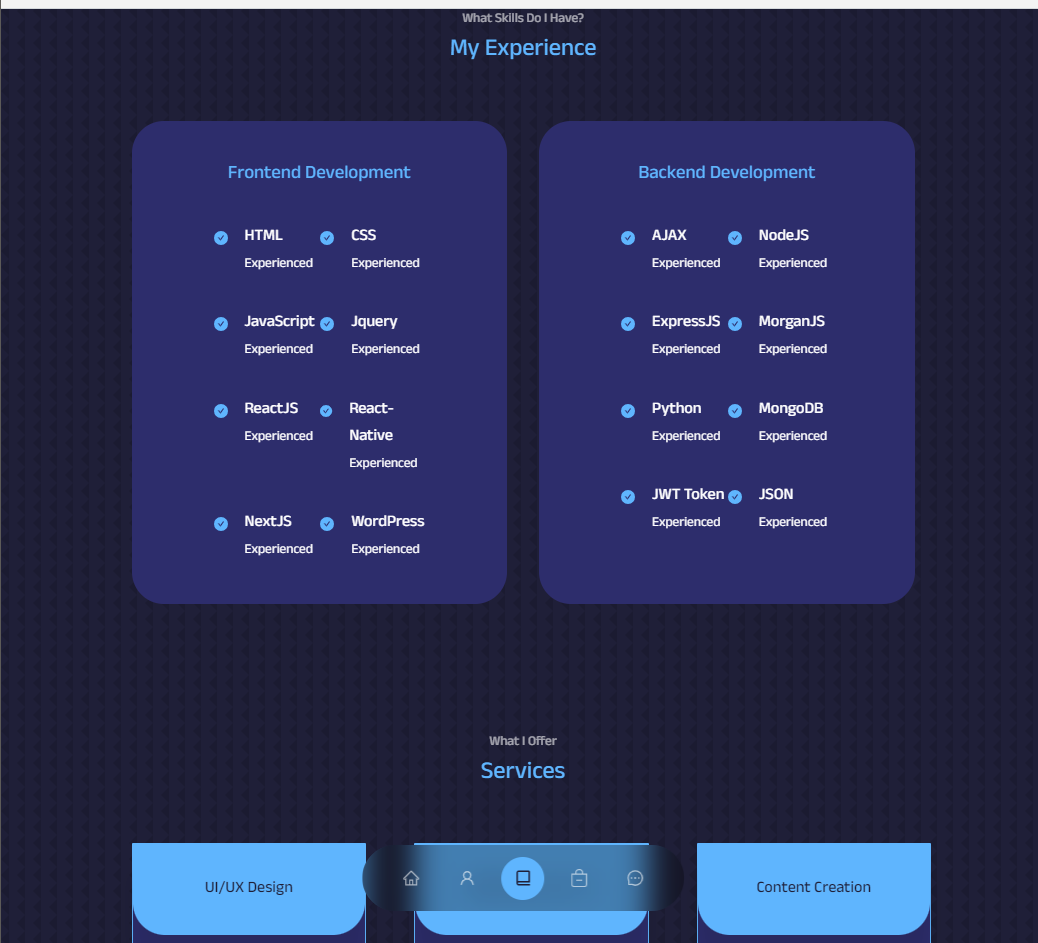 What Skills Do I Have?
My Experience
Frontend Development
HTML
Experienced
CSS
Experienced
JavaScript
Experienced
Jquery
Experienced
ReactJS
Experienced
React-
Native
Experienced
NextJS
Experienced
WordPress
Experienced
Backend Development
AJAX
Experienced
NodeJS
Experienced
ExpressJS
Experienced
MorganJS
Experienced
Python
Experienced
MongoDB
Experienced
JWT Token
Experienced
JSON
Experienced
What I Offer
Services
UI/UX Design
Content Creation